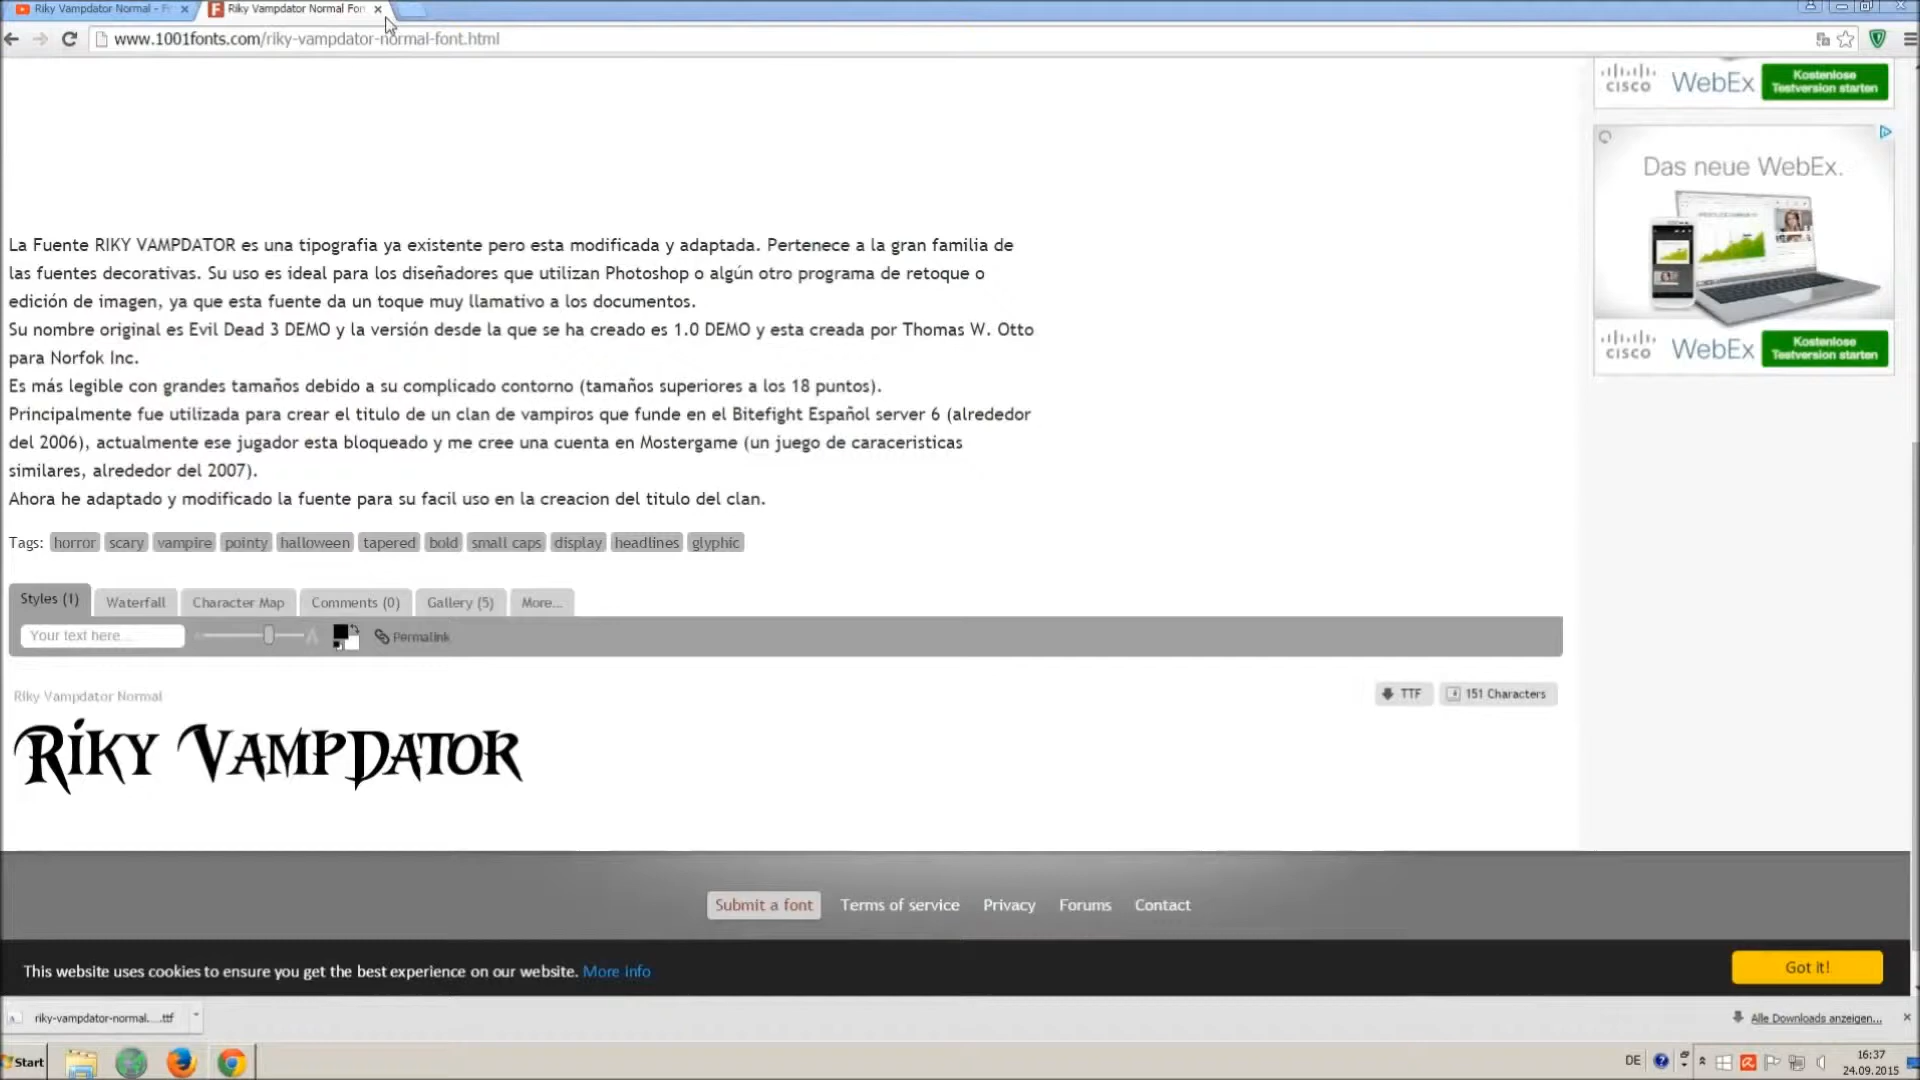 Riky Vampdator Normal -
Riky Vampdator Normal Fon
www.1001fonts.com/riky-vampdator-normal-font.html
CISCO WebEx Kostenlose
Testversion starten
Das neue WebEx.
CISCO WebEx Kostenlose
Testversion starten
La Fuente RIKY VAMPDATOR es una tipografia ya existente pero esta modificada y adaptada. Pertenece a la gran familia de
las fuentes decorativas. Su uso es ideal para los diseñadores que utilizan Photoshop o algún otro programa de retoque o
edición de imagen, ya que esta fuente da un toque muy llamativo a los documentos.
Su nombre original es Evil Dead 3 DEMO y la versión desde la que se ha creado es 1.0 DEMO y esta creada por Thomas W. Otto
para Norfok Inc.
Es más legible con grandes tamaños debido a su complicado contorno (tamaños superiores a los 18 puntos).
Principalmente fue utilizada para crear el titulo de un clan de vampiros que funde en el Bitefight Español server 6 (alrededor
del 2006), actualmente ese jugador esta bloqueado y me cree una cuenta en Mostergame (un juego de caraceristicas
similares, alrededor del 2007).
Ahora he adaptado y modificado la fuente para su facil uso en la creacion del titulo del clan.
Tags: horror scary vampire pointy halloween tapered bold small caps display headlines glyphic
Styles (1) Waterfall Character Map Comments (0) Gallery (5) More...
Your text here... Permalink
Riky Vampdator Normal TTF 151 Characters
RiKY VAMPDATOR
Submit a font Terms of service Privacy Forums Contact
This website uses cookies to ensure you get the best experience on our website. More info Got it!
riky-vampdator-normal....ttf Alle Downloads anzeigen...
Start DE 16:37
24.09.2015